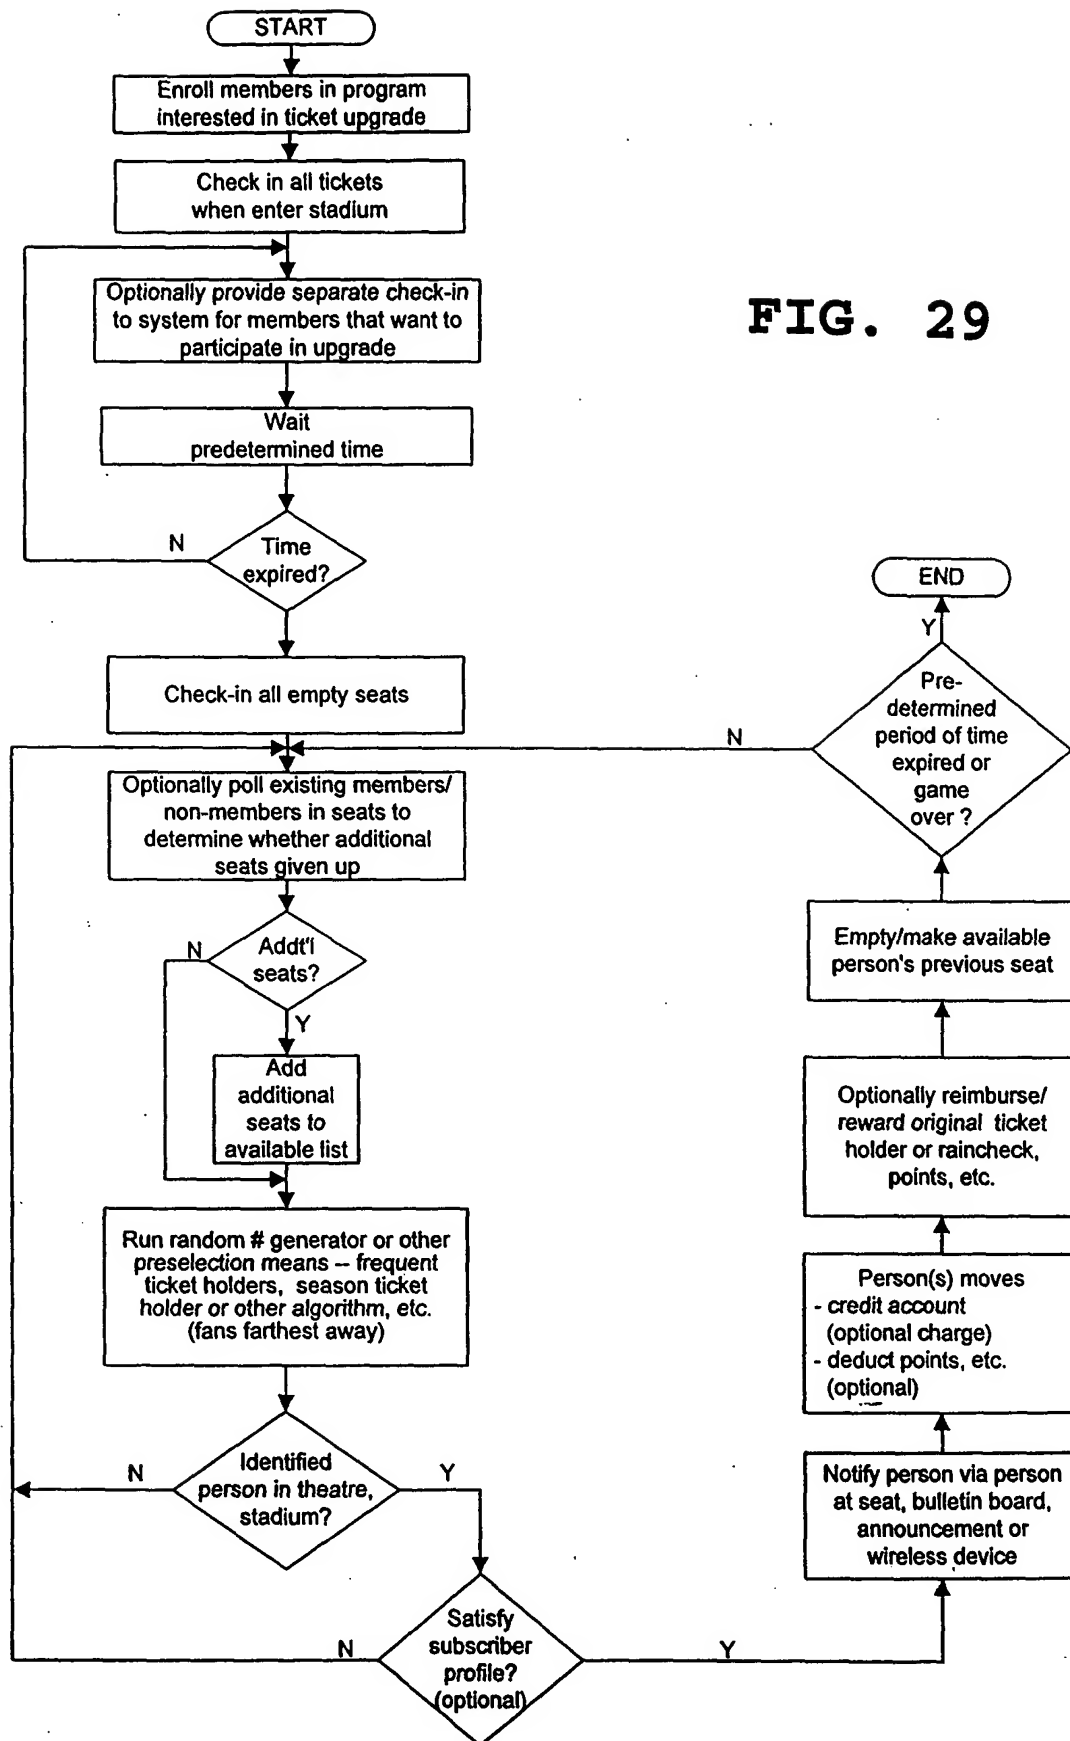 START
Enroll members in program
interested in ticket upgrade
Check in all tickets
when enter stadium
Optionally provide separate check-in
to system for members that want to
participate in upgrade
Wait
predetermined time
N
Time
expired?
Check-in all empty seats
Optionally poll existing members/
non-members in seats to
determine whether additional
seats given up
N
Addt'l
seats?
Y
Add
additional
seats to
available list
Run random # generator or other
preselection means -- frequent
ticket holders, season ticket
holder or other algorithm, etc.
(fans farthest away)
N
Identified
person in theatre,
stadium?
Y
N
Satisfy
subscriber
profile?
(optional)
Y
Notify person via person
at seat, bulletin board,
announcement or
wireless device
Person(s) moves
- credit account
(optional charge)
- deduct points, etc.
(optional)
Optionally reimburse/
reward original ticket
holder or raincheck,
points, etc.
Empty/make available
person's previous seat
Pre-
determined
period of time
expired or
game
over ?
N
Y
END
FIG. 29